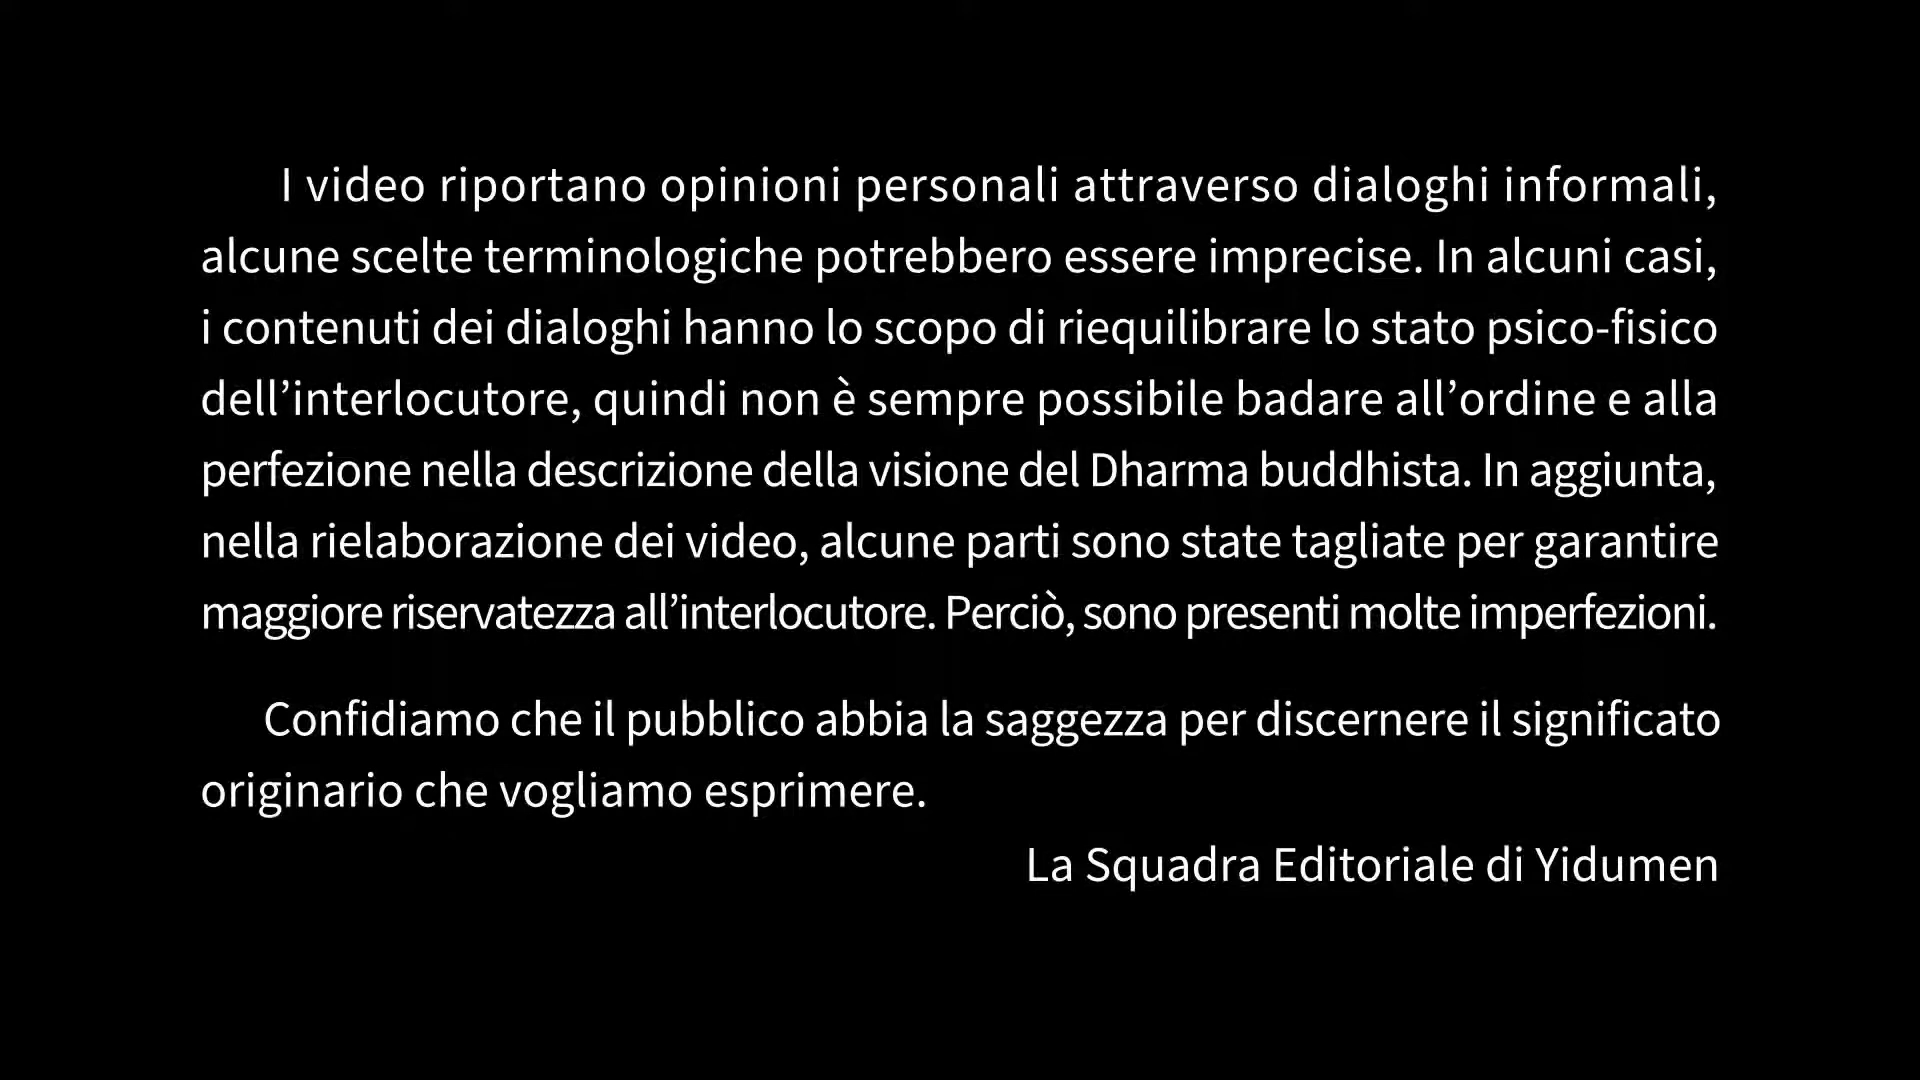 I video riportano opinioni personali attraverso dialoghi informali,
alcune scelte terminologiche potrebbero essere imprecise. In alcuni casi,
i contenuti dei dialoghi hanno lo scopo di riequilibrare lo stato psico-fisico
dell’interlocutore, quindi non è sempre possibile badare all’ordine e alla
perfezione nella descrizione della visione del Dharma buddhista. In aggiunta,
nella rielaborazione dei video, alcune parti sono state tagliate per garantire
maggiore riservatezza all’interlocutore. Perciò, sono presenti molte imperfezioni.
Confidiamo che il pubblico abbia la saggezza per discernere il significato
originario che vogliamo esprimere.
La Squadra Editoriale di Yidumen